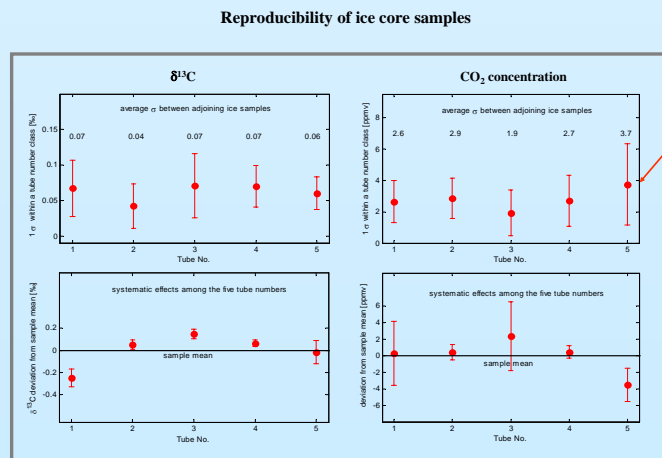 Reproducibility of ice core samples
δ¹³C
average σ between adjoining ice samples
0.07 0.04 0.07 0.07 0.06
1 σ within a tube number class [‰]
0.15
0.1
0.05
0
1 2 3 4 5
Tube No.
CO₂ concentration
average σ between adjoining ice samples
2.6 2.9 1.9 2.7 3.7
1 σ within a tube number class [ppmv]
8
6
4
2
0
1 2 3 4 5
Tube No.
systematic effects among the five tube numbers
δ ¹³C deviation from sample mean [‰]
0.2
0
-0.2
-0.4
sample mean
1 2 3 4 5
Tube No.
systematic effects among the five tube numbers
deviation from sample mean [ppmv]
6
4
2
0
-2
-4
-6
sample mean
1 2 3 4 5
Tube No.